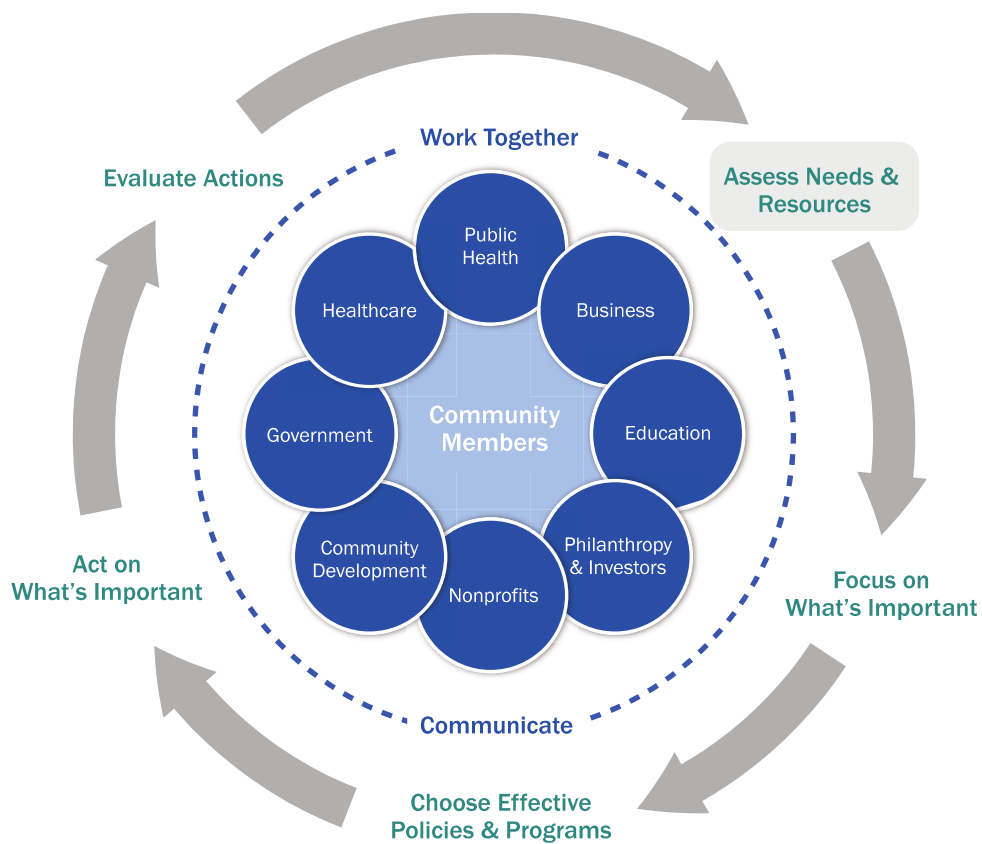 Work Together
Evaluate Actions
Assess Needs &
Resources
Public
Health
Healthcare
Business
Community
Members
Government
Education
Community
Development
Philanthropy
& Investors
Nonprofits
Act on
What’s Important
Focus on
What’s Important
Communicate
Choose Effective
Policies & Programs